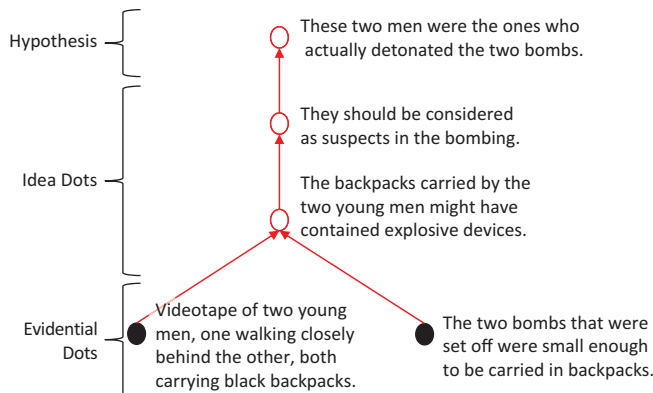 Hypothesis
These two men were the ones who
actually detonated the two bombs.
They should be considered
as suspects in the bombing.
Idea Dots
The backpacks carried by the
two young men might have
contained explosive devices.
Evidential
Dots
Videotape of two young
men, one walking closely
behind the other, both
carrying black backpacks.
The two bombs that were
set off were small enough
to be carried in backpacks.